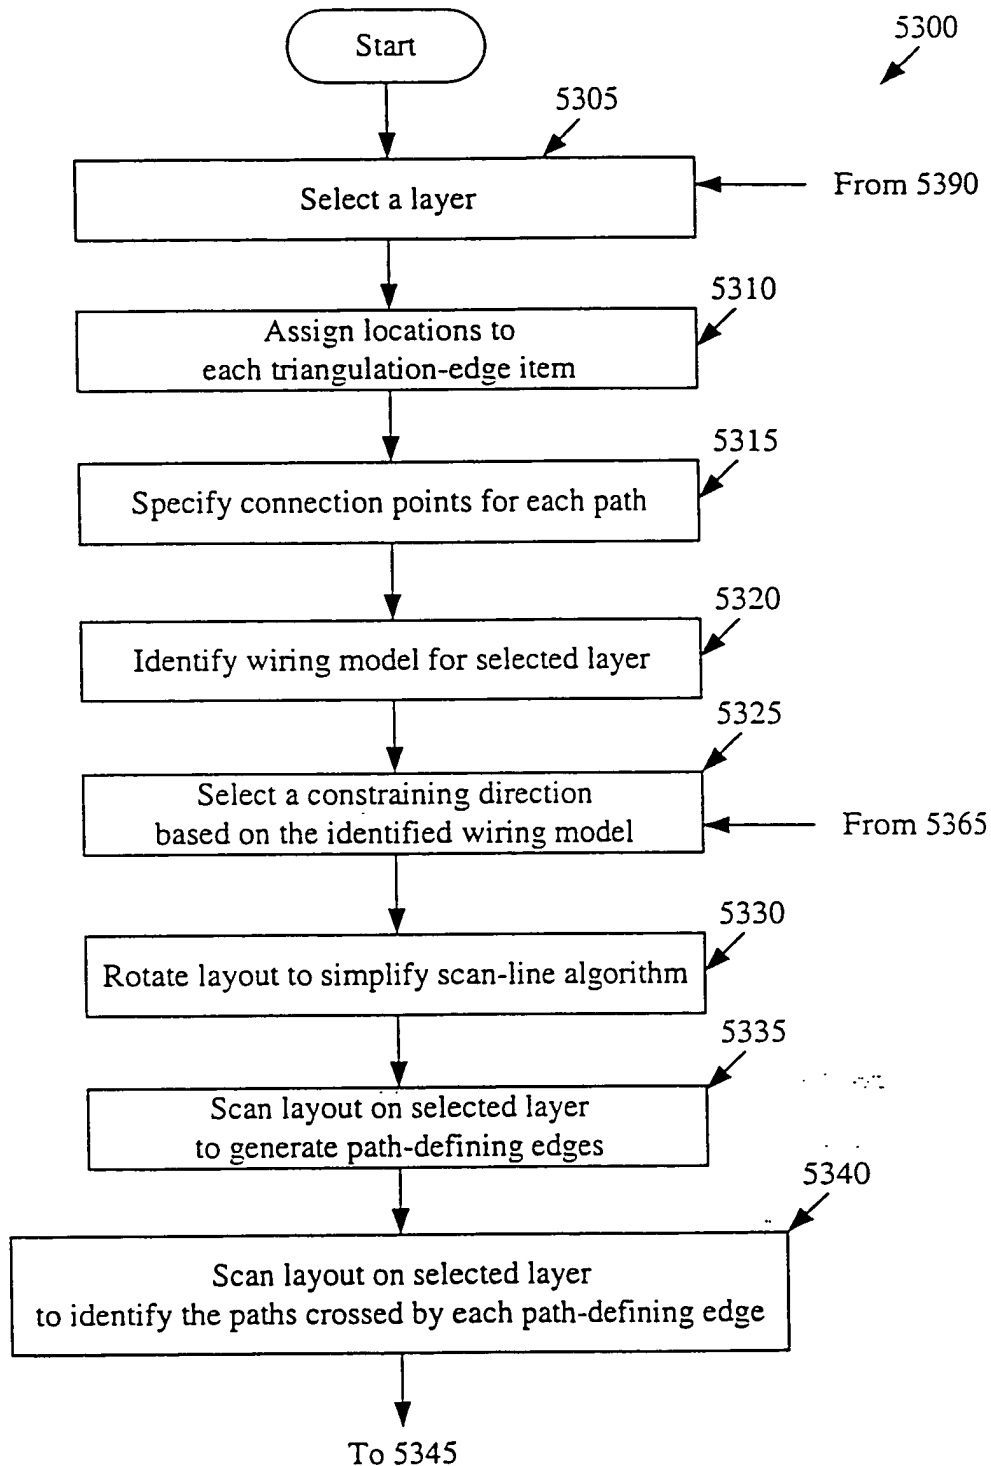 Start
5300
5305
Select a layer
From 5390
5310
Assign locations to
each triangulation-edge item
5315
Specify connection points for each path
5320
Identify wiring model for selected layer
5325
Select a constraining direction
based on the identified wiring model
From 5365
5330
Rotate layout to simplify scan-line algorithm
5335
Scan layout on selected layer
to generate path-defining edges
5340
Scan layout on selected layer
to identify the paths crossed by each path-defining edge
To 5345